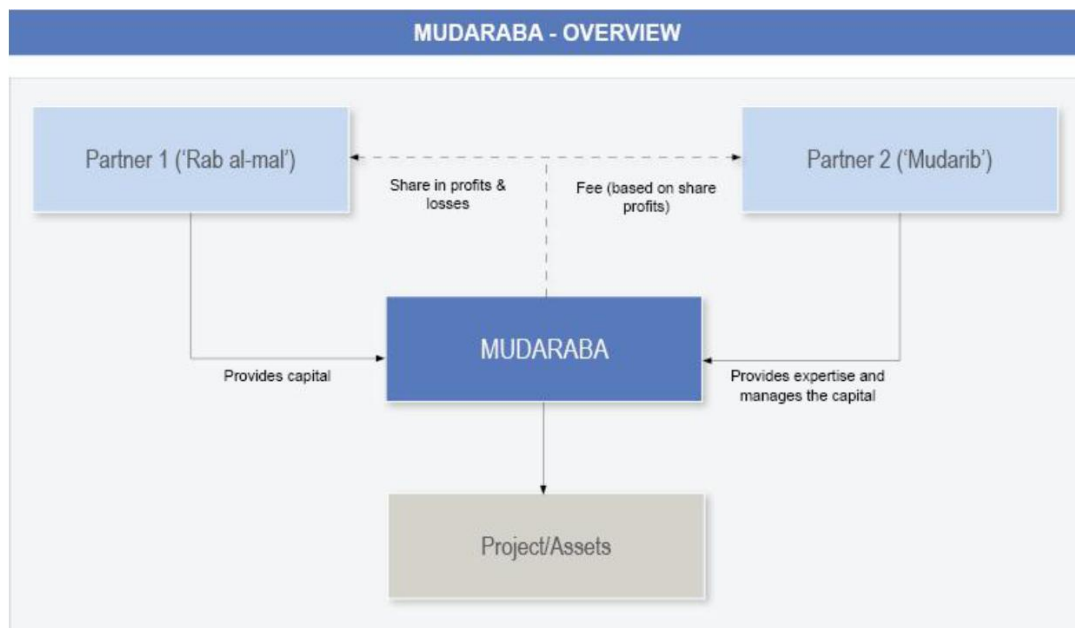 MUDARABA - OVERVIEW
Partner 1 (‘Rab al-mal’)
Partner 2 (‘Mudarib’)
Share in profits &
losses
Fee (based on share
profits)
MUDARABA
Provides capital
Provides expertise and
manages the capital
Project/Assets